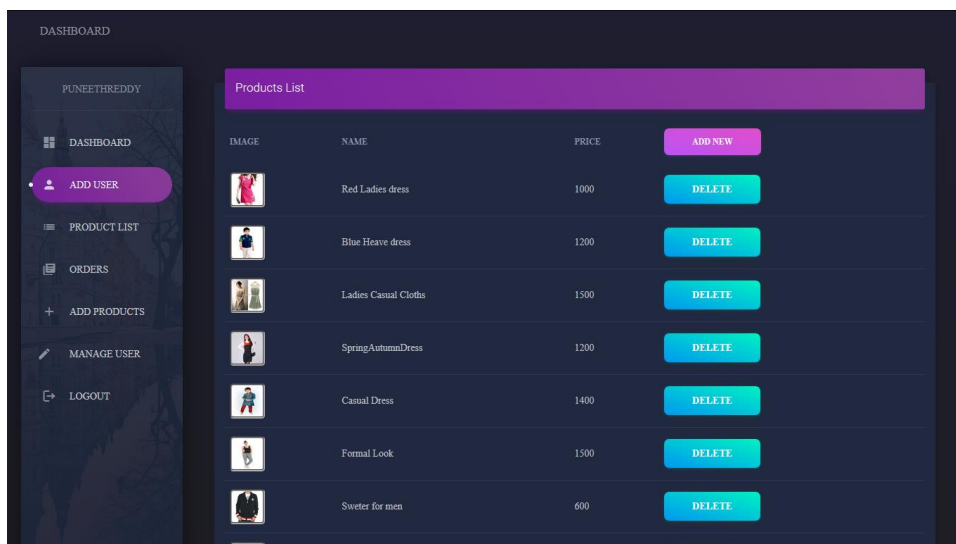 DASHBOARD
PUNEETHREDDY
DASHBOARD
ADD USER
PRODUCT LIST
ORDERS
ADD PRODUCTS
MANAGE USER
LOGOUT
Products List
IMAGE NAME PRICE ADD NEW
Red Ladies dress 1000 DELETE
Blue Heave dress 1200 DELETE
Ladies Casual Cloths 1500 DELETE
SpringAutumnDress 1200 DELETE
Casual Dress 1400 DELETE
Formal Look 1500 DELETE
Sweter for men 600 DELETE